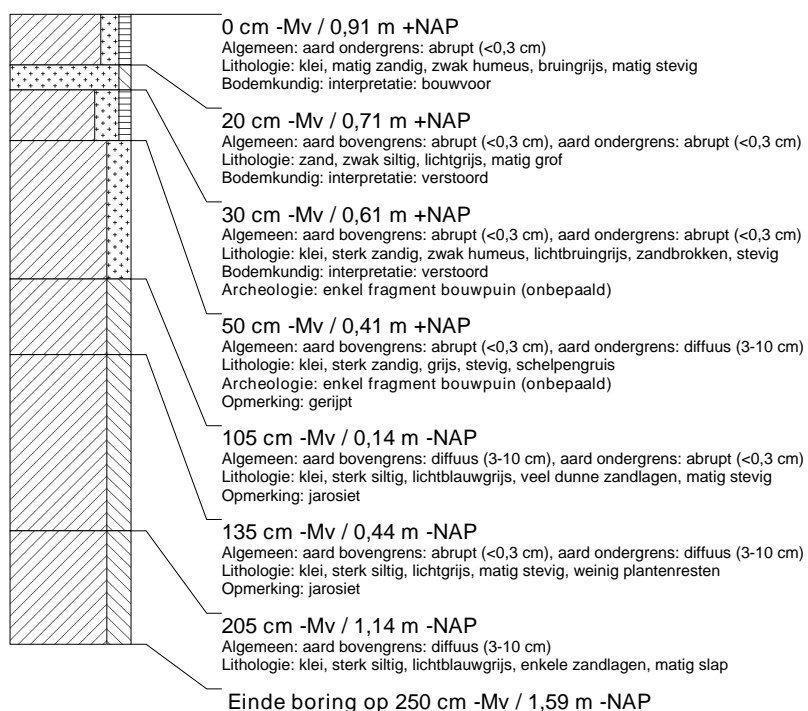 0 cm -Mv / 0,91 m +NAP
Algemeen: aard ondergrens: abrupt (<0,3 cm)
Lithologie: klei, matig zandig, zwak humeus, bruingrijs, matig stevig
Bodemkundig: interpretatie: bouwvoor
20 cm -Mv / 0,71 m +NAP
Algemeen: aard bovengrens: abrupt (<0,3 cm), aard ondergrens: abrupt (<0,3 cm)
Lithologie: zand, zwak siltig, lichtgrijs, matig grof
Bodemkundig: interpretatie: verstoord
30 cm -Mv / 0,61 m +NAP
Algemeen: aard bovengrens: abrupt (<0,3 cm), aard ondergrens: abrupt (<0,3 cm)
Lithologie: klei, sterk zandig, zwak humeus, lichtbruingrijs, zandbrokken, stevig
Bodemkundig: interpretatie: verstoord
Archeologie: enkel fragment bouwpuin (onbepaald)
50 cm -Mv / 0,41 m +NAP
Algemeen: aard bovengrens: abrupt (<0,3 cm), aard ondergrens: diffuus (3-10 cm)
Lithologie: klei, sterk zandig, grijs, stevig, schelpengruis
Archeologie: enkel fragment bouwpuin (onbepaald)
Opmerking: gerijpt
105 cm -Mv / 0,14 m -NAP
Algemeen: aard bovengrens: diffuus (3-10 cm), aard ondergrens: abrupt (<0,3 cm)
Lithologie: klei, sterk siltig, lichtblauwgrijs, veel dunne zandlagen, matig stevig
Opmerking: jarosiet
135 cm -Mv / 0,44 m -NAP
Algemeen: aard bovengrens: abrupt (<0,3 cm), aard ondergrens: diffuus (3-10 cm)
Lithologie: klei, sterk siltig, lichtgrijs, matig stevig, weinig plantenresten
Opmerking: jarosiet
205 cm -Mv / 1,14 m -NAP
Algemeen: aard bovengrens: diffuus (3-10 cm)
Lithologie: klei, sterk siltig, lichtblauwgrijs, enkele zandlagen, matig slap
Einde boring op 250 cm -Mv / 1,59 m -NAP